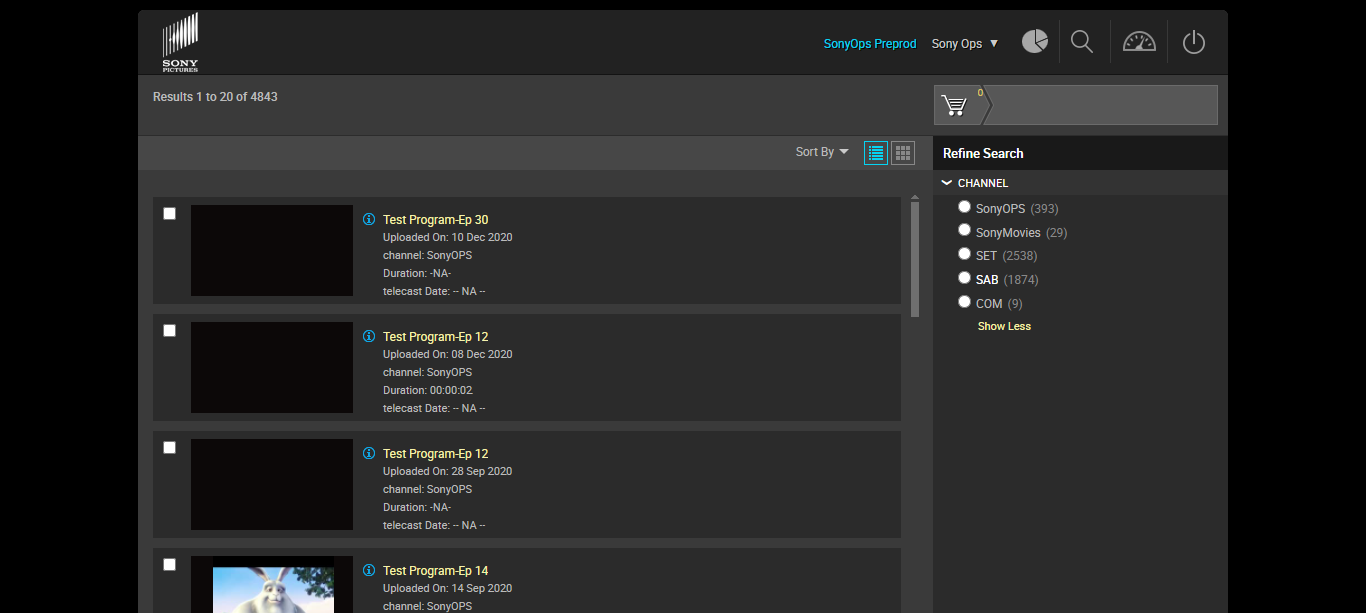 SONY
PICTURES
SonyOps Preprod Sony Ops ▼
Results 1 to 20 of 4843
0
Sort By
Refine Search
CHANNEL
SonyOPS (393)
SonyMovies (29)
SET (2538)
SAB (1874)
COM (9)
Show Less
Test Program-Ep 30
Uploaded On: 10 Dec 2020
channel: SonyOPS
Duration: -NA-
telecast Date: -- NA --
Test Program-Ep 12
Uploaded On: 08 Dec 2020
channel: SonyOPS
Duration: 00:00:02
telecast Date: -- NA --
Test Program-Ep 12
Uploaded On: 28 Sep 2020
channel: SonyOPS
Duration: -NA-
telecast Date: -- NA --
Test Program-Ep 14
Uploaded On: 14 Sep 2020
channel: SonyOPS